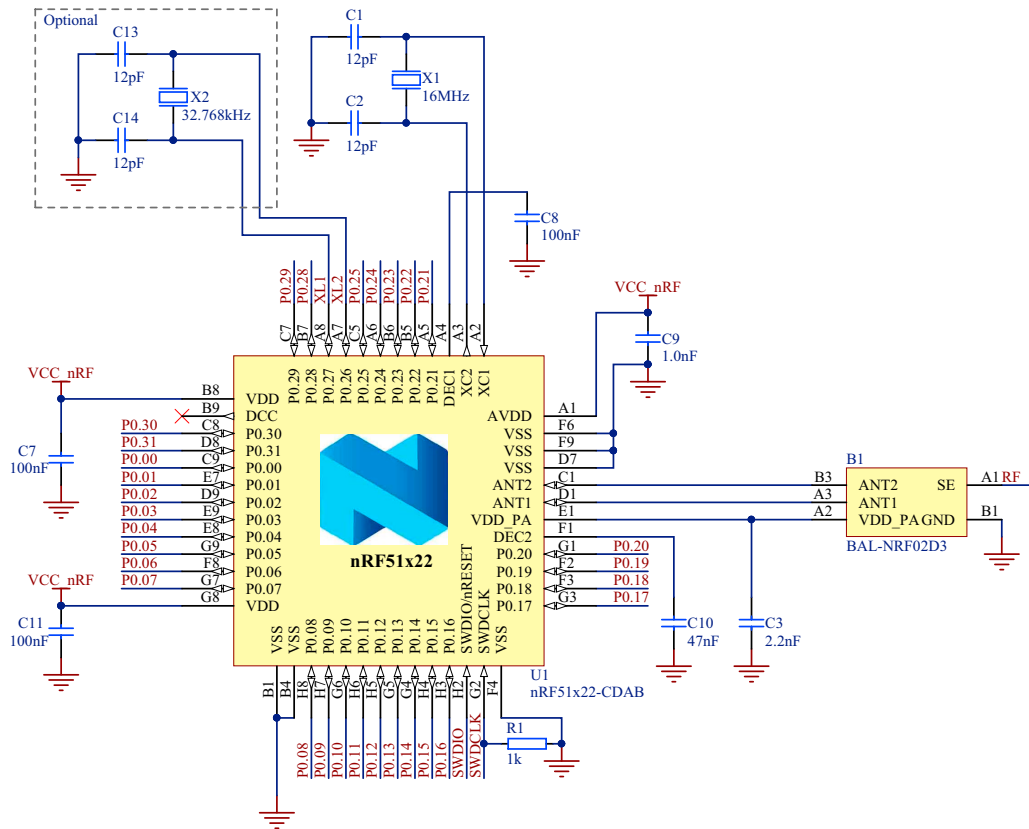 Optional
C13
12pF
X2
32.768kHz
C14
12pF
C1
12pF
X1
16MHz
C2
12pF
C8
100nF
P0.29
P0.28
XL1
XL2
P0.25
P0.24
P0.23
P0.22
P0.21
C7
B7
A8
A7
C5
A6
B6
B5
A5
A4
A3
A2
P0.29
P0.28
P0.27
P0.26
P0.25
P0.24
P0.23
P0.22
P0.21
DEC1
XC2
XC1
VCC_nRF
C9
1.0nF
VCC_nRF
C7
100nF
B8 VDD
B9 DCC
P0.30 C8 P0.30
P0.31 D8 P0.31
P0.00 C9 P0.00
P0.01 E7 P0.01
P0.02 D9 P0.02
P0.03 E9 P0.03
P0.04 E8 P0.04
P0.05 G9 P0.05
P0.06 F8 P0.06
P0.07 G7 P0.07
G8 VDD
VCC_nRF
C11
100nF
nRF51x22
AVDD A1
VSS F6
VSS F9
VSS D7
ANT2 C1
ANT1 D1
VDD_PA E1
DEC2 F1
P0.20 G1 P0.20
P0.19 F2 P0.19
P0.18 F3 P0.18
P0.17 G3 P0.17
B1
B3 ANT2 SE A1 RF
A3 ANT1
A2 VDD_PA GND B1
BAL-NRF02D3
C10
47nF
C3
2.2nF
VSS
VSS
P0.08
P0.09
P0.10
P0.11
P0.12
P0.13
P0.14
P0.15
P0.16
SWDIO/nRESET
SWDCLK
VSS
U1
nRF51x22-CDAB
B1
B4
H8
H7
G6
H6
H5
G5
G4
H4
H3
H2
G2
F4
P0.08
P0.09
P0.10
P0.11
P0.12
P0.13
P0.14
P0.15
P0.16
SWDIO
SWDCLK
R1
1k